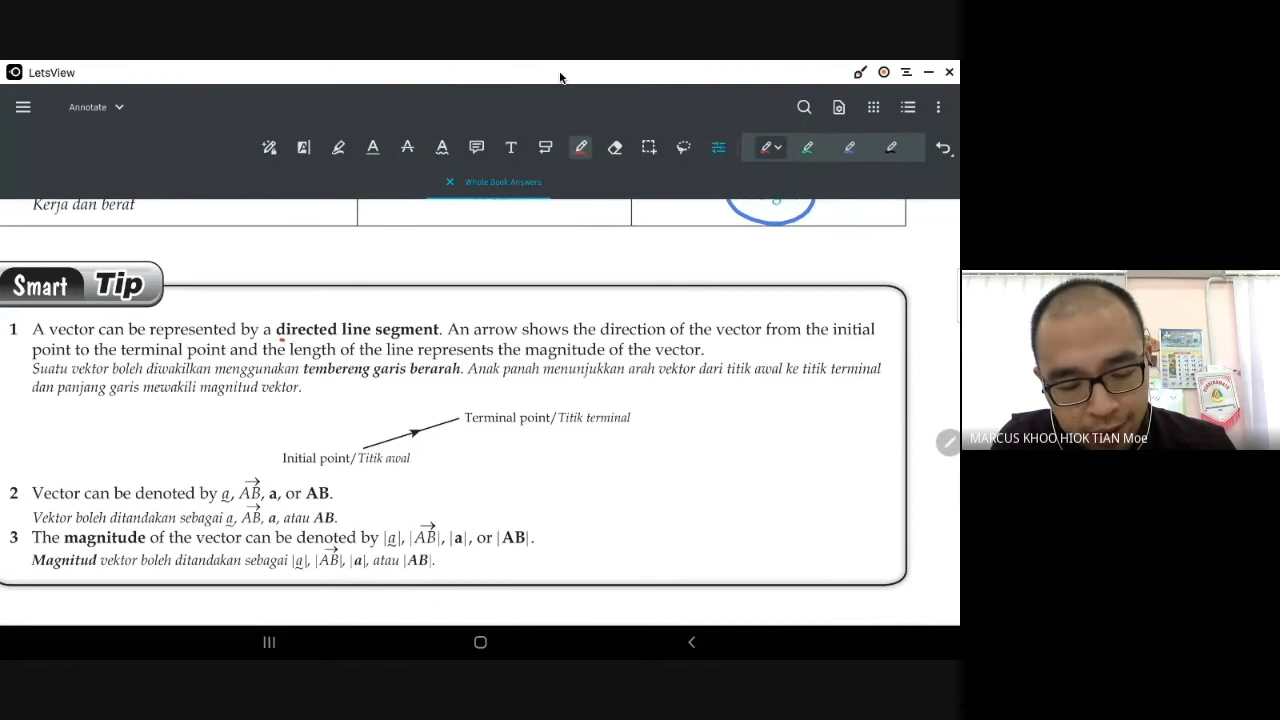 LetsView
Annotate
Whole Book Answers
Kerja dan berat
Smart Tip
1 A vector can be represented by a directed line segment. An arrow shows the direction of the vector from the initial
point to the terminal point and the length of the line represents the magnitude of the vector.
Suatu vektor boleh diwakilkan menggunakan tembereng garis berarah. Anak panah menunjukkan arah vektor dari titik awal ke titik terminal
dan panjang garis mewakili magnitud vektor.
Terminal point/Titik terminal
Initial point/Titik awal
2 Vector can be denoted by a̰, A͞B⃗, a, or AB.
Vektor boleh ditandakan sebagai a̰, A͞B⃗, a, atau AB.
3 The magnitude of the vector can be denoted by |a̰|, |A͞B⃗|, |a|, or |AB|.
Magnitud vektor boleh ditandakan sebagai |a̰|, |A͞B⃗|, |a|, atau |AB|.
MARCUS KHOO HIOK TIAN Moe